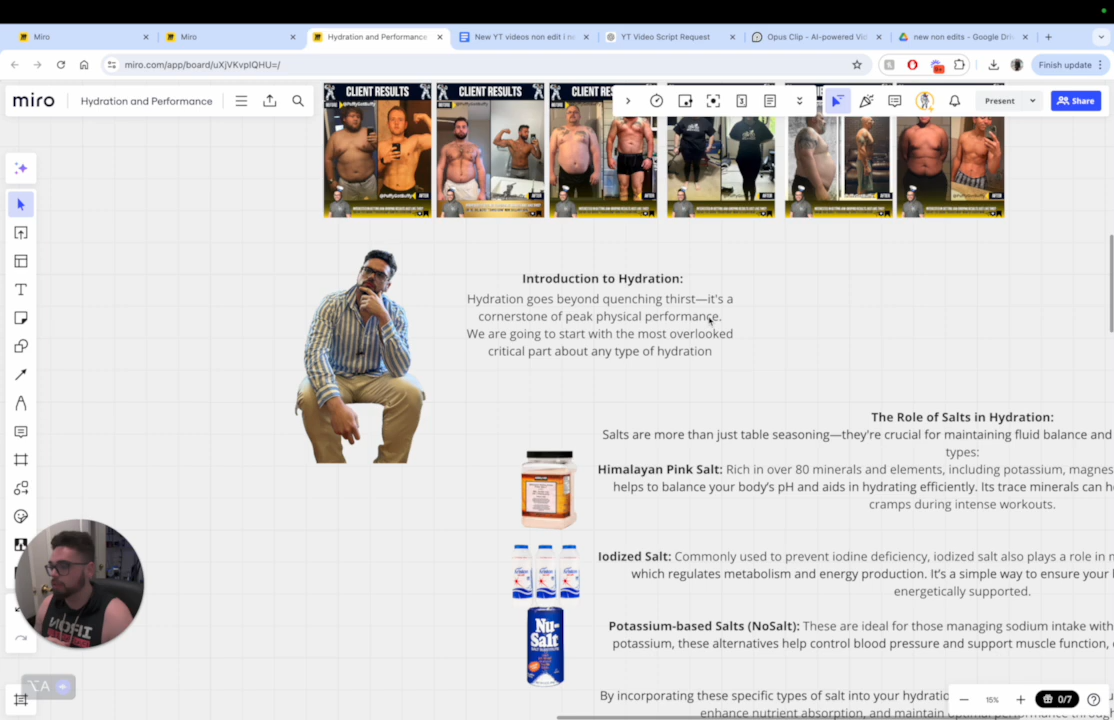 Miro
Miro
Hydration and Performance
New YT videos non edit i n
YT Video Script Request
Opus Clip - AI-powered Vi
new non edits - Google Dri
miro.com/app/board/uXjVKvpIQHU=/
Finish update
miro
Hydration and Performance
Present
Share
CLIENT RESULTS
CLIENT RESULTS
CLIENT RESULTS
Introduction to Hydration:
Hydration goes beyond quenching thirst—it's a
cornerstone of peak physical performance.
We are going to start with the most overlooked
critical part about any type of hydration
The Role of Salts in Hydration:
Salts are more than just table seasoning—they're crucial for maintaining fluid balance and
types:
Himalayan Pink Salt: Rich in over 80 minerals and elements, including potassium, magnes
helps to balance your body's pH and aids in hydrating efficiently. Its trace minerals can h
cramps during intense workouts.
Iodized Salt: Commonly used to prevent iodine deficiency, iodized salt also plays a role in m
which regulates metabolism and energy production. It's a simple way to ensure your
energetically supported.
Nu-
Salt
Potassium-based Salts (NoSalt): These are ideal for those managing sodium intake with
potassium, these alternatives help control blood pressure and support muscle function,
By incorporating these specific types of salt into your hydratio
enhance nutrient absorption, and maintain optimal performance throug
⌥A
15%
0/7